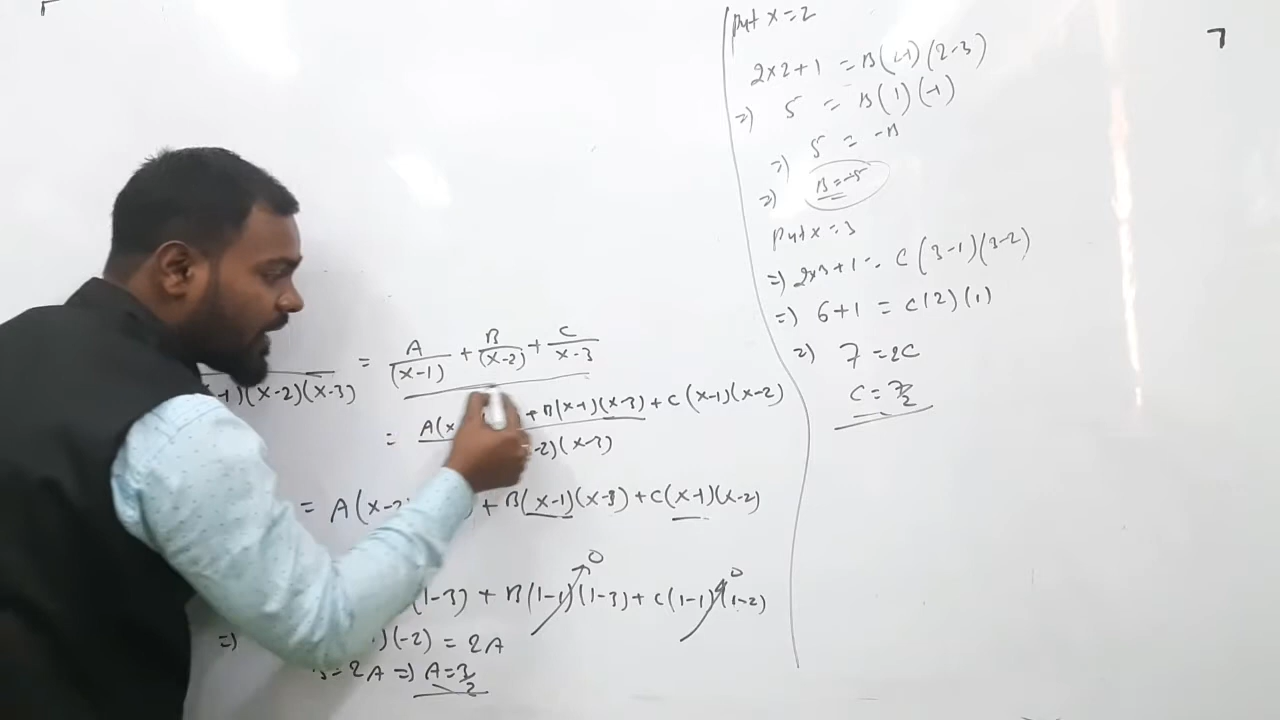 = A/(x-1) + B/(x-2) + C/x-3
-1)(x-2)(x-3)
= A(x + B(x-1)(x-3) + C(x-1)(x-2)
-2)(x-3)
= A(x-2 + B(x-1)(x-3) + C(x-1)(x-2)
(1-3) + B(1-1)(1-3) + C(1-1)(1-2)
0 0
=> )(-2) = 2A
3= 2A => A=3/2
put x=2
2x2+1 = B( -1)(2-3)
=> 5 = B(1)(-1)
=> 5 = -B
=> B=-5
Put x=3
=> 2x3+1 = C(3-1)(3-2)
=> 6+1 = C(2)(1)
=> 7 = 2C
C=7/2
7